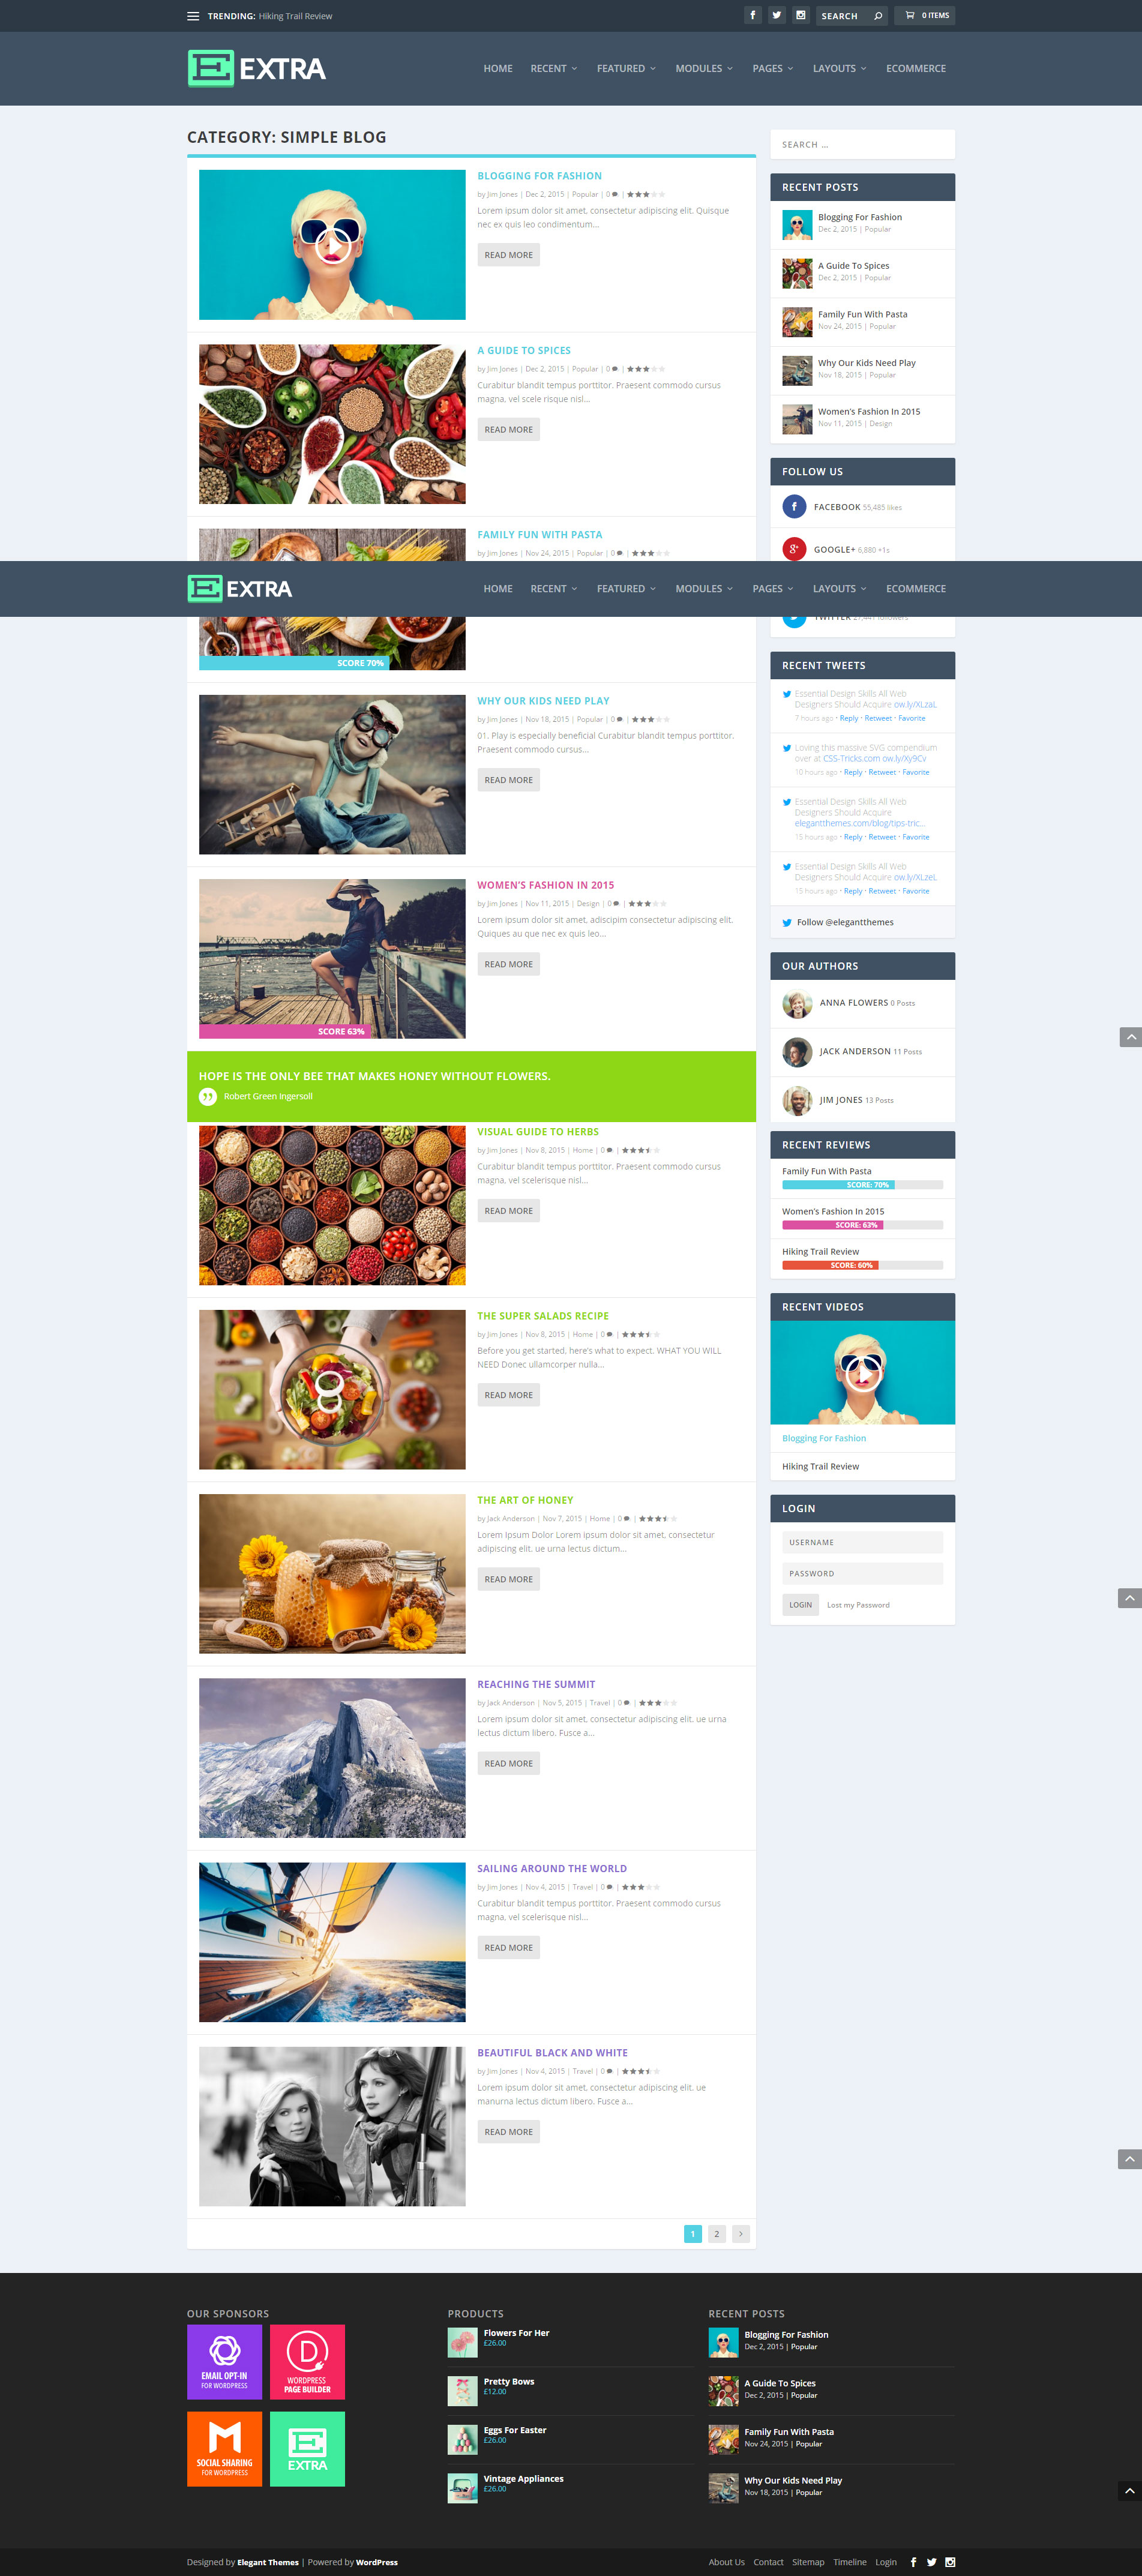 TRENDING: Hiking Trail Review
SEARCH
0 ITEMS
EXTRA
HOME RECENT FEATURED MODULES PAGES LAYOUTS ECOMMERCE
CATEGORY: SIMPLE BLOG
BLOGGING FOR FASHION
by Jim Jones | Dec 2, 2015 | Popular | 0 |
Lorem ipsum dolor sit amet, consectetur adipiscing elit. Quisque
nec ex quis leo condimentum...
READ MORE
A GUIDE TO SPICES
by Jim Jones | Dec 2, 2015 | Popular | 0 |
Curabitur blandit tempus porttitor. Praesent commodo cursus
magna, vel scele risque nisl...
READ MORE
FAMILY FUN WITH PASTA
by Jim Jones | Nov 24, 2015 | Popular | 0 |
EXTRA
HOME RECENT FEATURED MODULES PAGES LAYOUTS ECOMMERCE
SCORE 70%
WHY OUR KIDS NEED PLAY
by Jim Jones | Nov 18, 2015 | Popular | 0 |
01. Play is especially beneficial Curabitur blandit tempus porttitor.
Praesent commodo cursus...
READ MORE
WOMEN'S FASHION IN 2015
by Jim Jones | Nov 11, 2015 | Design | 0 |
Lorem ipsum dolor sit amet, adiscipim consectetur adipiscing elit.
Quiques au que nec ex quis leo...
READ MORE
SCORE 63%
HOPE IS THE ONLY BEE THAT MAKES HONEY WITHOUT FLOWERS.
Robert Green Ingersoll
VISUAL GUIDE TO HERBS
by Jim Jones | Nov 8, 2015 | Home | 0 |
Curabitur blandit tempus porttitor. Praesent commodo cursus
magna, vel scelerisque nisl...
READ MORE
THE SUPER SALADS RECIPE
by Jim Jones | Nov 8, 2015 | Home | 0 |
Before you get started, here's what to expect. WHAT YOU WILL
NEED Donec ullamcorper nulla...
READ MORE
THE ART OF HONEY
by Jack Anderson | Nov 7, 2015 | Home | 0 |
Lorem Ipsum Dolor Lorem ipsum dolor sit amet, consectetur
adipiscing elit. ue urna lectus dictum...
READ MORE
REACHING THE SUMMIT
by Jack Anderson | Nov 5, 2015 | Travel | 0 |
Lorem ipsum dolor sit amet, consectetur adipiscing elit. ue urna
lectus dictum libero. Fusce a...
READ MORE
SAILING AROUND THE WORLD
by Jim Jones | Nov 4, 2015 | Travel | 0 |
Curabitur blandit tempus porttitor. Praesent commodo cursus
magna, vel scelerisque nisl...
READ MORE
BEAUTIFUL BLACK AND WHITE
by Jim Jones | Nov 4, 2015 | Travel | 0 |
Lorem ipsum dolor sit amet, consectetur adipiscing elit. ue
manurna lectus dictum libero. Fusce a...
READ MORE
1 2
SEARCH ...
RECENT POSTS
Blogging For Fashion
Dec 2, 2015 | Popular
A Guide To Spices
Dec 2, 2015 | Popular
Family Fun With Pasta
Nov 24, 2015 | Popular
Why Our Kids Need Play
Nov 18, 2015 | Popular
Women's Fashion In 2015
Nov 11, 2015 | Design
FOLLOW US
FACEBOOK 55,485 likes
GOOGLE+ 6,880 +1s
TWITTER 27,441 followers
RECENT TWEETS
Essential Design Skills All Web
Designers Should Acquire ow.ly/XLzaL
7 hours ago • Reply • Retweet • Favorite
Loving this massive SVG compendium
over at CSS-Tricks.com ow.ly/Xy9Cv
10 hours ago • Reply • Retweet • Favorite
Essential Design Skills All Web
Designers Should Acquire
elegantthemes.com/blog/tips-tric...
15 hours ago • Reply • Retweet • Favorite
Essential Design Skills All Web
Designers Should Acquire ow.ly/XLzeL
15 hours ago • Reply • Retweet • Favorite
Follow @elegantthemes
OUR AUTHORS
ANNA FLOWERS 0 Posts
JACK ANDERSON 11 Posts
JIM JONES 13 Posts
RECENT REVIEWS
Family Fun With Pasta
SCORE: 70%
Women's Fashion In 2015
SCORE: 63%
Hiking Trail Review
SCORE: 60%
RECENT VIDEOS
Blogging For Fashion
Hiking Trail Review
LOGIN
USERNAME
PASSWORD
LOGIN Lost my Password
OUR SPONSORS
EMAIL OPT-IN
FOR WORDPRESS
D
WORDPRESS
PAGE BUILDER
SOCIAL SHARING
FOR WORDPRESS
EXTRA
PRODUCTS
Flowers For Her
£26.00
Pretty Bows
£12.00
Eggs For Easter
£26.00
Vintage Appliances
£26.00
RECENT POSTS
Blogging For Fashion
Dec 2, 2015 | Popular
A Guide To Spices
Dec 2, 2015 | Popular
Family Fun With Pasta
Nov 24, 2015 | Popular
Why Our Kids Need Play
Nov 18, 2015 | Popular
Designed by Elegant Themes | Powered by WordPress
About Us Contact Sitemap Timeline Login